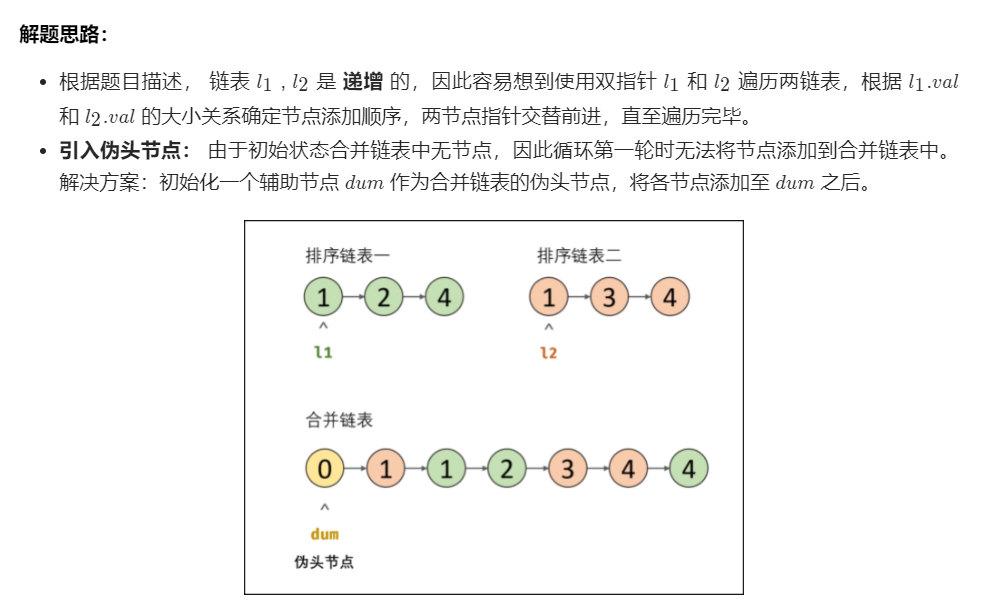 解题思路：
• 根据题目描述， 链表 l1 , l2 是 递增 的，因此容易想到使用双指针 l1 和 l2 遍历两链表，根据 l1.val
和 l2.val 的大小关系确定节点添加顺序，两节点指针交替前进，直至遍历完毕。
• 引入伪头节点： 由于初始状态合并链表中无节点，因此循环第一轮时无法将节点添加到合并链表中。
解决方案：初始化一个辅助节点 dum 作为合并链表的伪头节点，将各节点添加至 dum 之后。
排序链表一 排序链表二
1 2 4 1 3 4
^ ^
l1 l2
合并链表
0 1 1 2 3 4 4
^
dum
伪头节点